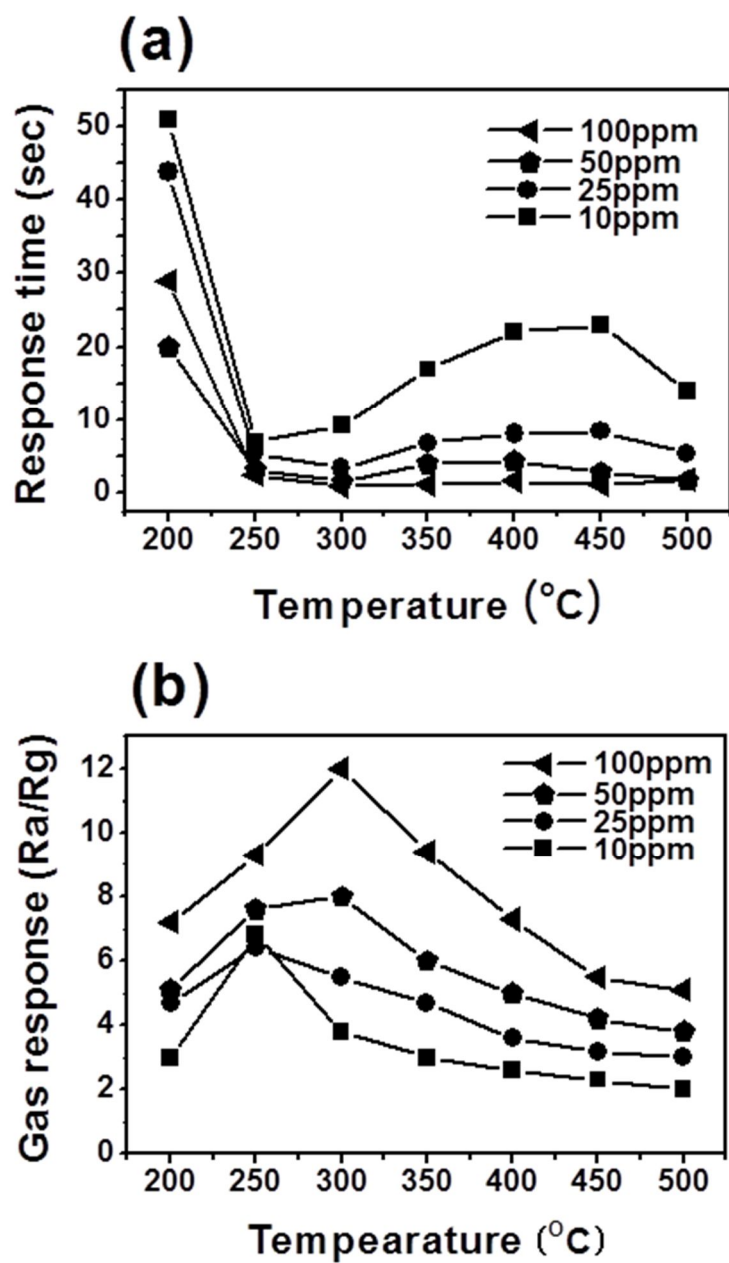 (a)
Response time (sec)
50
40
30
20
10
0
100ppm
50ppm
25ppm
10ppm
200 250 300 350 400 450 500
Temperature (°C)
(b)
Gas response (Ra/Rg)
12
10
8
6
4
2
0
100ppm
50ppm
25ppm
10ppm
200 250 300 350 400 450 500
Tempearature (°C)